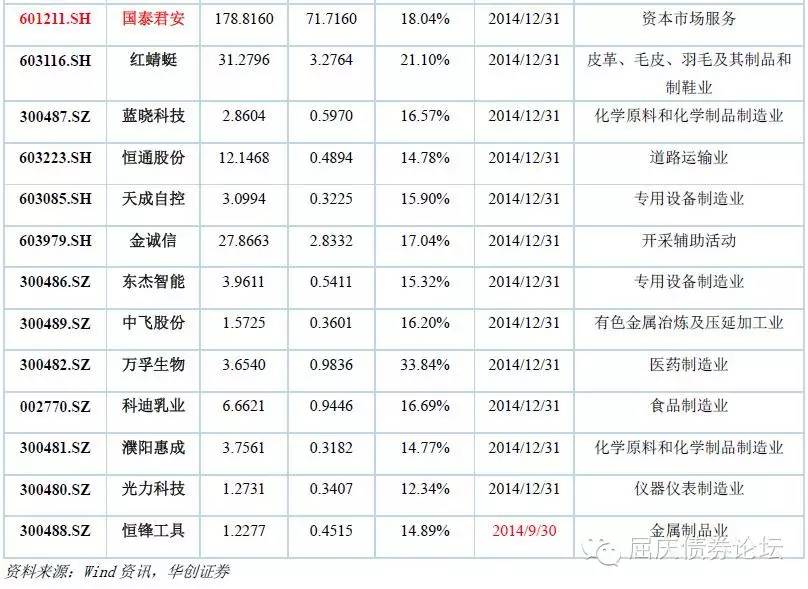 601211.SH 国泰君安 178.8160 71.7160 18.04% 2014/12/31 资本市场服务
603116.SH 红蜻蜓 31.2796 3.2764 21.10% 2014/12/31 皮革、毛皮、羽毛及其制品和
制鞋业
300487.SZ 蓝晓科技 2.8604 0.5970 16.57% 2014/12/31 化学原料和化学制品制造业
603223.SH 恒通股份 12.1468 0.4894 14.78% 2014/12/31 道路运输业
603085.SH 天成自控 3.0994 0.3225 15.90% 2014/12/31 专用设备制造业
603979.SH 金诚信 27.8663 2.8332 17.04% 2014/12/31 开采辅助活动
300486.SZ 东杰智能 3.9611 0.5411 15.32% 2014/12/31 专用设备制造业
300489.SZ 中飞股份 1.5725 0.3601 16.20% 2014/12/31 有色金属冶炼及压延加工业
300482.SZ 万孚生物 3.6540 0.9836 33.84% 2014/12/31 医药制造业
002770.SZ 科迪乳业 6.6621 0.9446 16.69% 2014/12/31 食品制造业
300481.SZ 濮阳惠成 3.7561 0.3182 14.77% 2014/12/31 化学原料和化学制品制造业
300480.SZ 光力科技 1.2731 0.3407 12.34% 2014/12/31 仪器仪表制造业
300488.SZ 恒锋工具 1.2277 0.4515 14.89% 2014/9/30 金属制品业
屈庆债券论坛
资料来源：Wind 资讯，华创证券